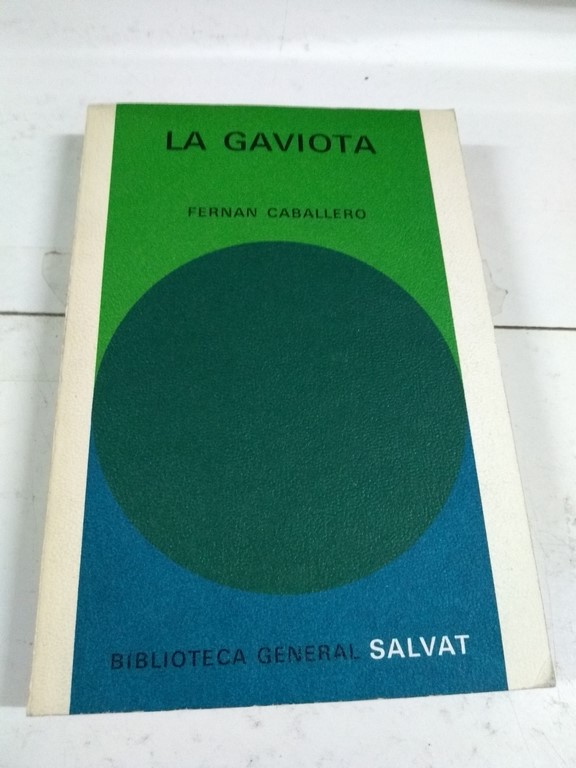 LA GAVIOTA
FERNAN CABALLERO
BIBLIOTECA GENERAL SALVAT